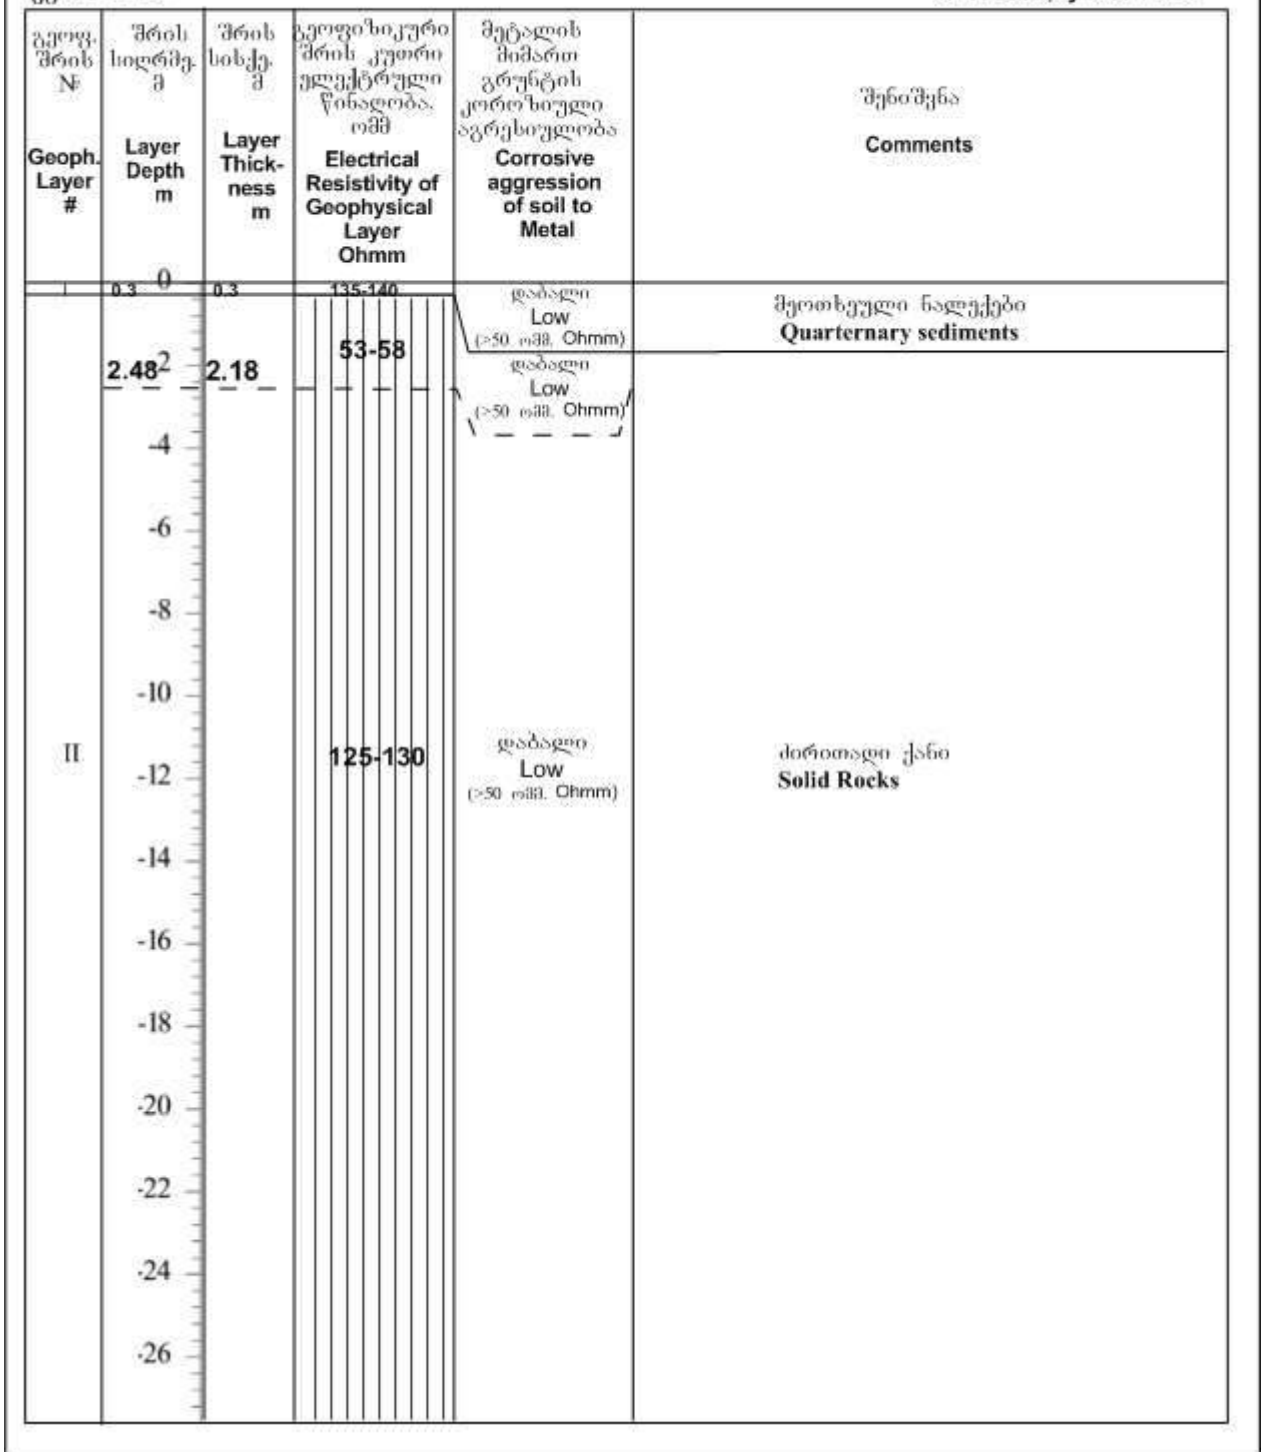 გეოფ.
შრის
№
Geoph.
Layer
#
შრის
სიღრმე.
მ
Layer
Depth
m
შრის
სისქე.
მ
Layer
Thick-
ness
m
გეოფიზიკური
შრის კუთრი
ელექტრული
წინაღობა.
ომმ
Electrical
Resistivity of
Geophysical
Layer
Ohmm
მეტალის
მიმართ
გრუნტის
კოროზიული
აგრესიულობა
Corrosive
aggression
of soil to
Metal
შენიშვნა
Comments
0
I 0.3 0.3 135-140
დაბალი
Low
(>50 ომმ. Ohmm)
მეოთხეული ნალექები
Quarternary sediments
53-58
2.48 2 2.18
დაბალი
Low
(>50 ომმ. Ohmm)
-4
-6
-8
-10
II
125-130
დაბალი
Low
(>50 ომმ. Ohmm)
ძირითადი ქანი
Solid Rocks
-12
-14
-16
-18
-20
-22
-24
-26